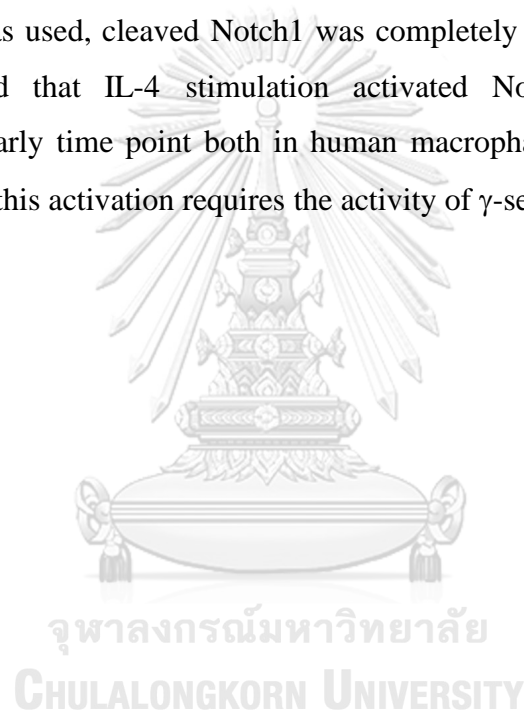 as used, cleaved Notch1 was completely
d that IL-4 stimulation activated No
arly time point both in human macropha
this activation requires the activity of γ-se
จุฬาลงกรณ์มหาวิทยาลัย
CHULALONGKORN UNIVERSITY